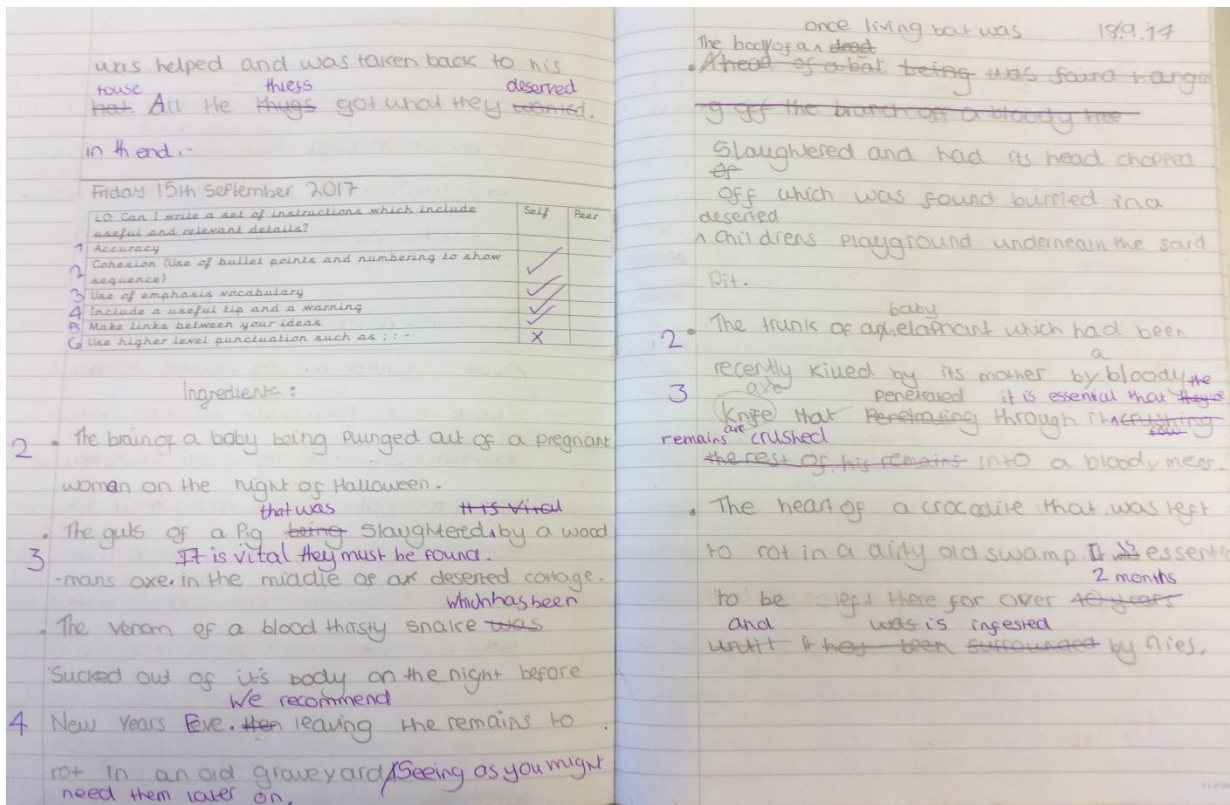 was helped and was taken back to his
house thiefs deserved
hat. All He thugs got what they wanted.
in th end.-
Friday 15th September 2017
LO: Can I write a set of instructions which include useful and relevant details? Self Peer
1 Accuracy
2 Cohesion (Use of bullet points and numbering to show sequence)
3 Use of emphasis vocabulary
4 Include a useful tip and a warning
5 Make links between your ideas
6 Use higher level punctuation such as ; : -
Ingredients:
2 • The brain of a baby being plunged out of a pregnant
woman on the night of Halloween.
that was It is vital
• The guts of a Pig being slaughtered, by a wood
3 It is vital they must be found.
-mans axe. in the middle of a deserted cottage.
which has been
• The venom of a blood thirsty snake was
Sucked out of it's body on the night before
We recommend
4 New Years Eve. then leaving the remains to
rot in an old graveyard/Seeing as you might
need them later on.
once living bat was 18.9.17
The body of an dead
• A head of a bat being was found hangin
-g off the branch off a bloody tree
Slaughtered and had its head chopped
of
off which was found burried in a
deserted
^ Childrens playground underneath the sand
Pit.
baby
2 • The trunk of an elaphant which had been
a
recently killed by its mother by bloody the
3 axe penetrated it is essential that
Knife that Penetrating through it crushing
remains are crushed
the rest of his remains into a bloody mess.
• The heart of a crocodile that was left
to rot in a dirty old swamp. It is essenti
2 months
to be left there for over 40 years
and was is infested
until they been surrounded by flies.